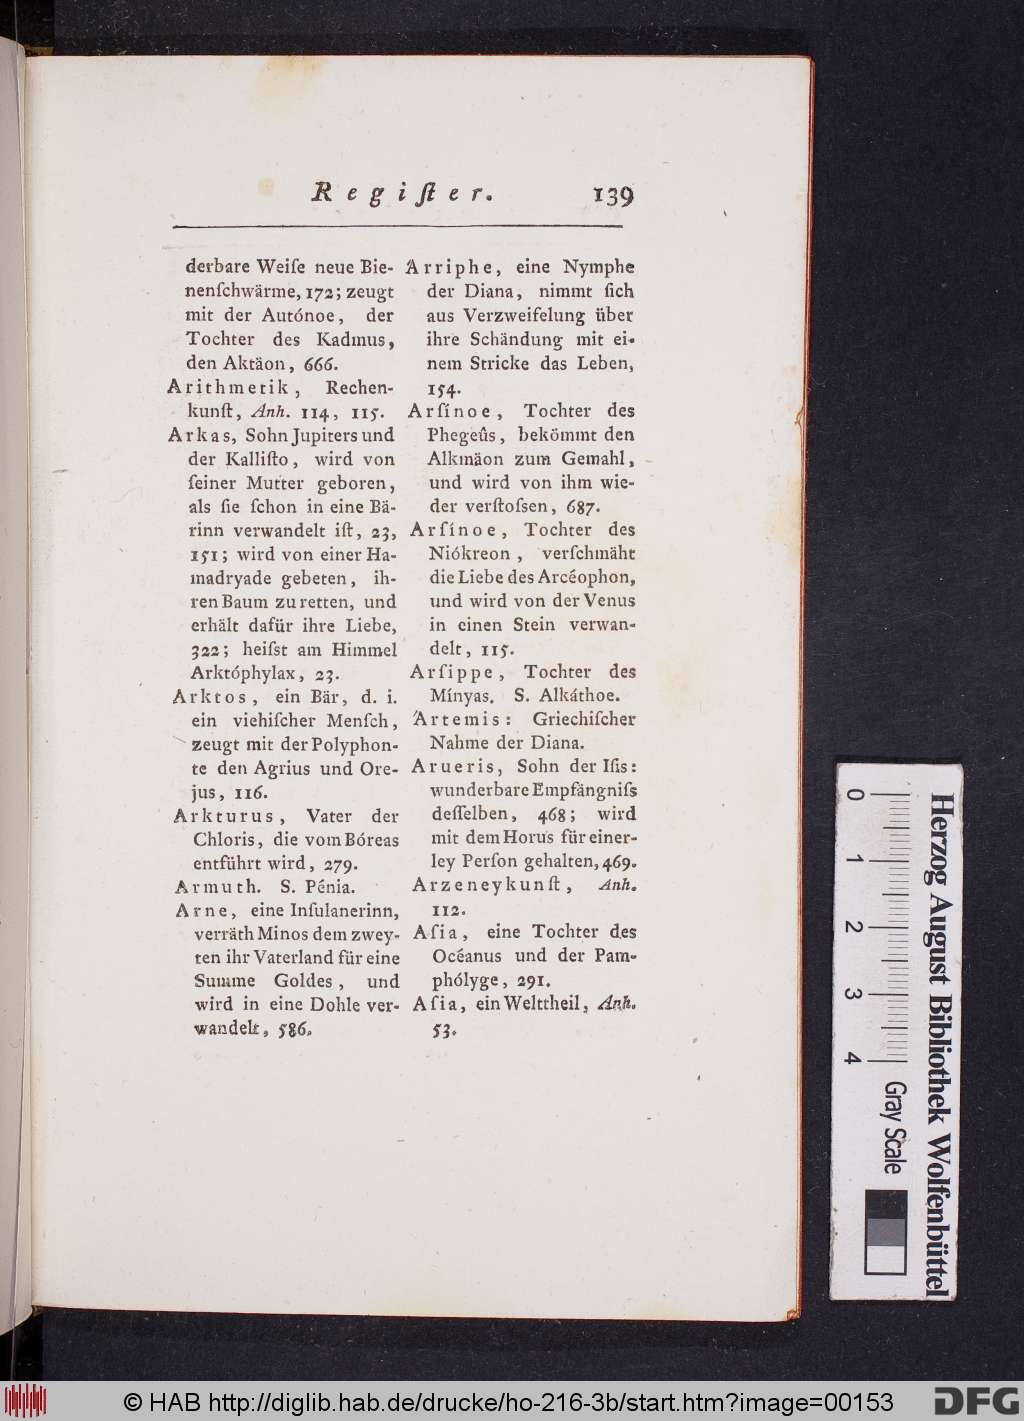 Regiſter. 139
derbare Weiſe neue Bie-
nenſchwärme, 172; zeugt
mit der Autónoe, der
Tochter des Kadmus,
den Aktäon, 666.
Arithmetik, Rechen-
kunſt, Anh. 114, 115.
Arkas, Sohn Jupiters und
der Kalliſto, wird von
ſeiner Mutter geboren,
als ſie ſchon in eine Bä-
rinn verwandelt iſt, 23,
151; wird von einer Ha-
madryade gebeten, ih-
ren Baum zu retten, und
erhält dafür ihre Liebe,
322; heiſst am Himmel
Arktóphylax, 23.
Arktos, ein Bär, d. i.
ein viehiſcher Menſch,
zeugt mit der Polyphon-
te den Agrius und Ore-
jus, 116.
Arkturus, Vater der
Chloris, die vom Bóreas
entführt wird, 279.
Armuth. S. Pénia.
Arne, eine Inſulanerinn,
verräth Minos dem zwey-
ten ihr Vaterland für eine
Summe Goldes, und
wird in eine Dohle ver-
wandelt, 586.
Arriphe, eine Nymphe
der Diana, nimmt ſich
aus Verzweifelung über
ihre Schändung mit ei-
nem Stricke das Leben,
154.
Arſínoe, Tochter des
Phegeûs, bekömmt den
Alkmäon zum Gemahl,
und wird von ihm wie-
der verſtoſsen, 687.
Arſínoe, Tochter des
Niókreon, verſchmäht
die Liebe des Arcéophon,
und wird von der Venus
in einen Stein verwan-
delt, 115.
Arſippe, Tochter des
Mínyas. S. Alkáthoe.
Ártemis: Griechiſcher
Nahme der Diana.
Arueris, Sohn der Iſis:
wunderbare Empfängniſs
deſſelben, 468; wird
mit dem Horus für einer-
ley Perſon gehalten, 469.
Arzeneykunſt, Anh.
112.
Aſia, eine Tochter des
Océanus und der Pam-
phólyge, 291.
Aſia, ein Welttheil, Anh.
53.
0 1 2 3 4
Gray Scale
Herzog August Bibliothek Wolfenbüttel
© HAB http://diglib.hab.de/drucke/ho-216-3b/start.htm?image=00153
DFG